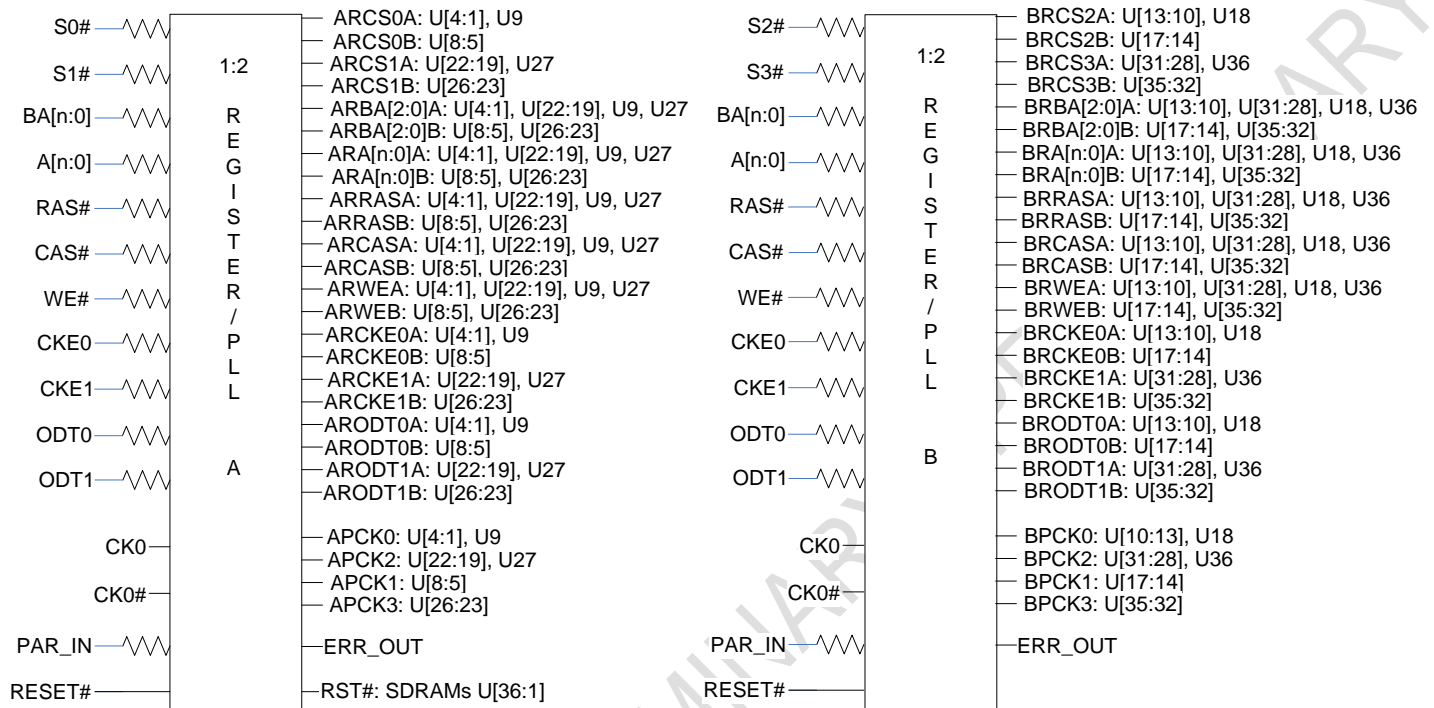 S0#
S1#
BA[n:0]
A[n:0]
RAS#
CAS#
WE#
CKE0
CKE1
ODT0
ODT1
CK0
CK0#
PAR_IN
RESET#
1:2
R
E
G
I
S
T
E
R
/
P
L
L
A
ARCS0A: U[4:1], U9
ARCS0B: U[8:5]
ARCS1A: U[22:19], U27
ARCS1B: U[26:23]
ARBA[2:0]A: U[4:1], U[22:19], U9, U27
ARBA[2:0]B: U[8:5], U[26:23]
ARA[n:0]A: U[4:1], U[22:19], U9, U27
ARA[n:0]B: U[8:5], U[26:23]
ARRASA: U[4:1], U[22:19], U9, U27
ARRASB: U[8:5], U[26:23]
ARCASA: U[4:1], U[22:19], U9, U27
ARCASB: U[8:5], U[26:23]
ARWEA: U[4:1], U[22:19], U9, U27
ARWEB: U[8:5], U[26:23]
ARCKE0A: U[4:1], U9
ARCKE0B: U[8:5]
ARCKE1A: U[22:19], U27
ARCKE1B: U[26:23]
ARODT0A: U[4:1], U9
ARODT0B: U[8:5]
ARODT1A: U[22:19], U27
ARODT1B: U[26:23]
APCK0: U[4:1], U9
APCK2: U[22:19], U27
APCK1: U[8:5]
APCK3: U[26:23]
ERR_OUT
RST#: SDRAMs U[36:1]
S2#
S3#
BA[n:0]
A[n:0]
RAS#
CAS#
WE#
CKE0
CKE1
ODT0
ODT1
CK0
CK0#
PAR_IN
RESET#
1:2
R
E
G
I
S
T
E
R
/
P
L
L
B
BRCS2A: U[13:10], U18
BRCS2B: U[17:14]
BRCS3A: U[31:28], U36
BRCS3B: U[35:32]
BRBA[2:0]A: U[13:10], U[31:28], U18, U36
BRBA[2:0]B: U[17:14], U[35:32]
BRA[n:0]A: U[13:10], U[31:28], U18, U36
BRA[n:0]B: U[17:14], U[35:32]
BRRASA: U[13:10], U[31:28], U18, U36
BRRASB: U[17:14], U[35:32]
BRCASA: U[13:10], U[31:28], U18, U36
BRCASB: U[17:14], U[35:32]
BRWEA: U[13:10], U[31:28], U18, U36
BRWEB: U[17:14], U[35:32]
BRCKE0A: U[13:10], U18
BRCKE0B: U[17:14]
BRCKE1A: U[31:28], U36
BRCKE1B: U[35:32]
BRODT0A: U[13:10], U18
BRODT0B: U[17:14]
BRODT1A: U[31:28], U36
BRODT1B: U[35:32]
BPCK0: U[10:13], U18
BPCK2: U[31:28], U36
BPCK1: U[17:14]
BPCK3: U[35:32]
ERR_OUT